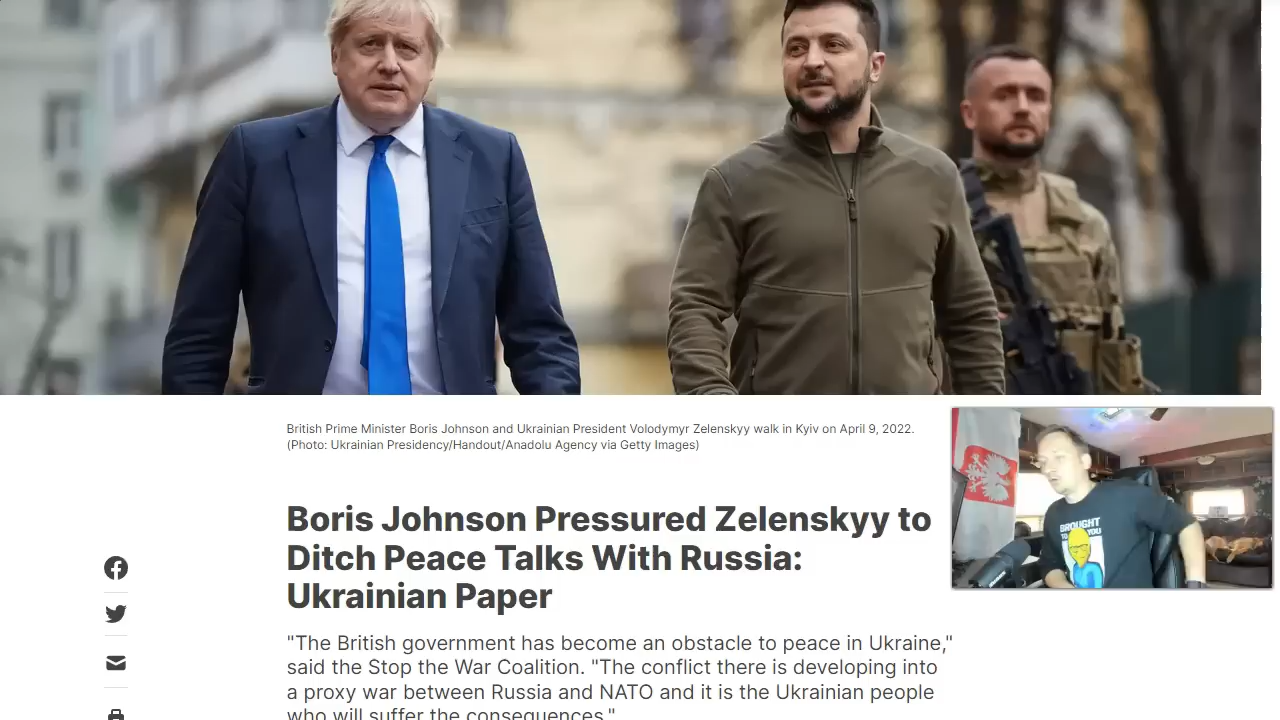 British Prime Minister Boris Johnson and Ukrainian President Volodymyr Zelenskyy walk in Kyiv on April 9, 2022.
(Photo: Ukrainian Presidency/Handout/Anadolu Agency via Getty Images)
Boris Johnson Pressured Zelenskyy to
Ditch Peace Talks With Russia:
Ukrainian Paper
"The British government has become an obstacle to peace in Ukraine,"
said the Stop the War Coalition. "The conflict there is developing into
a proxy war between Russia and NATO and it is the Ukrainian people
who will suffer the consequences."
BROUGHT
YOU